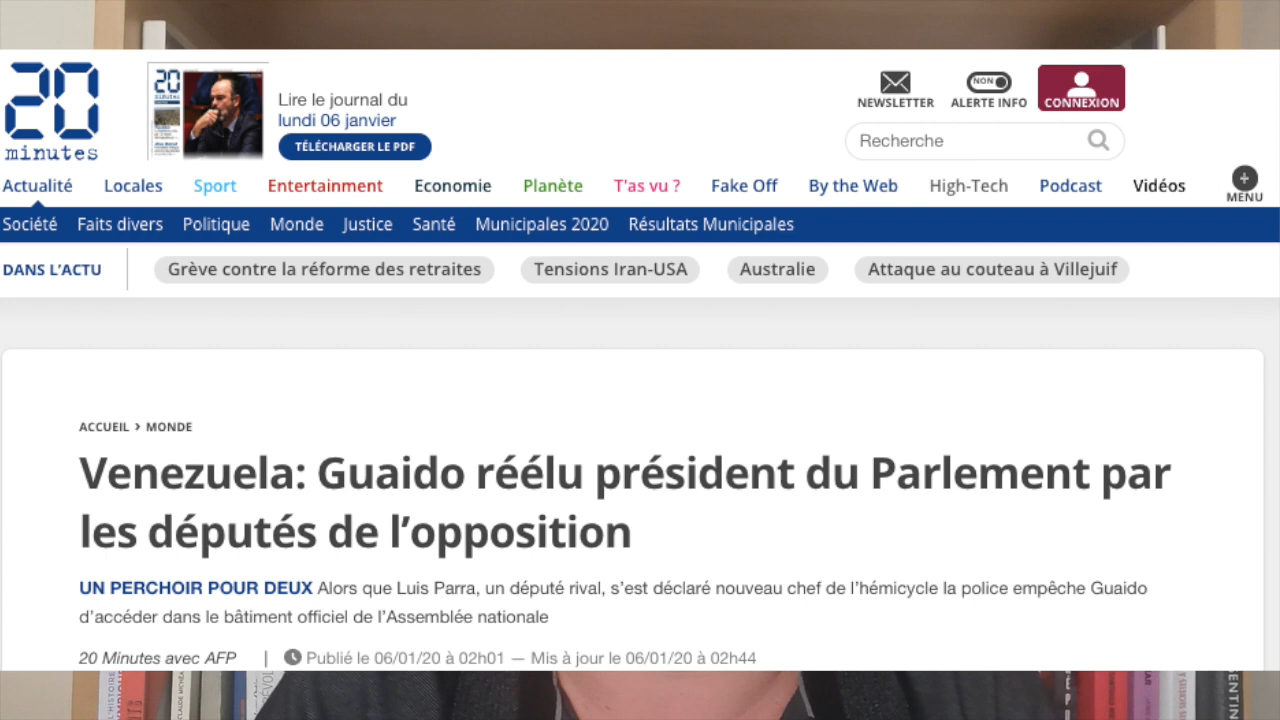 20
minutes
20
Lire le journal du
lundi 06 janvier
TÉLÉCHARGER LE PDF
NEWSLETTER
NON
ALERTE INFO
CONNEXION
Recherche
Actualité Locales Sport Entertainment Economie Planète T'as vu ? Fake Off By the Web High-Tech Podcast Vidéos
MENU
Société Faits divers Politique Monde Justice Santé Municipales 2020 Résultats Municipales
DANS L'ACTU Grève contre la réforme des retraites Tensions Iran-USA Australie Attaque au couteau à Villejuif
ACCUEIL > MONDE
Venezuela: Guaido réélu président du Parlement par
les députés de l’opposition
UN PERCHOIR POUR DEUX Alors que Luis Parra, un député rival, s’est déclaré nouveau chef de l’hémicycle la police empêche Guaido
d’accéder dans le bâtiment officiel de l’Assemblée nationale
20 Minutes avec AFP | Publié le 06/01/20 à 02h01 — Mis à jour le 06/01/20 à 02h44
L'HISTOIRE